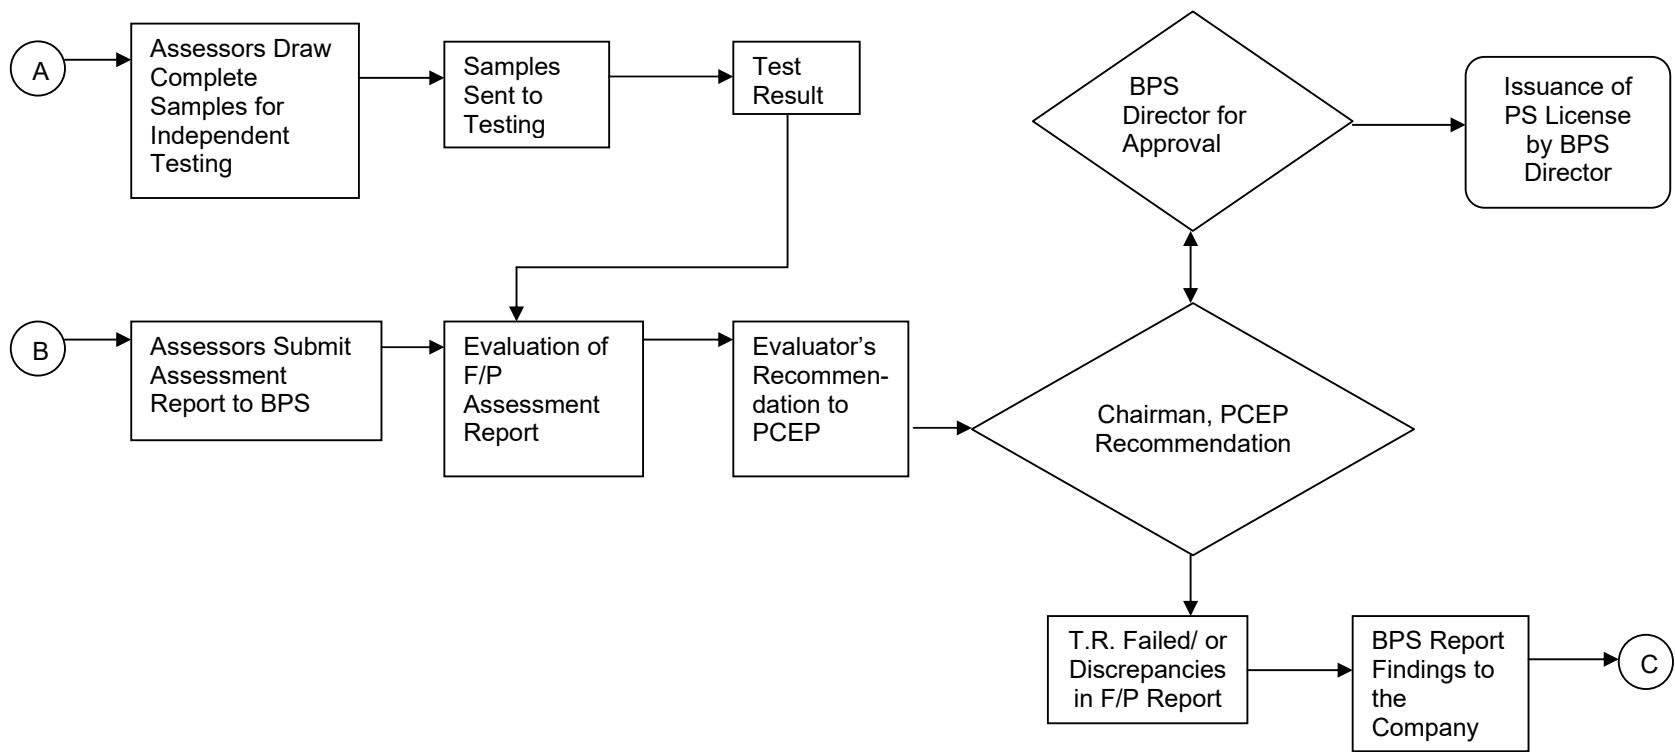 A
Assessors Draw
Complete
Samples for
Independent
Testing
Samples
Sent to
Testing
Test
Result
BPS
Director for
Approval
Issuance of
PS License
by BPS
Director
B
Assessors Submit
Assessment
Report to BPS
Evaluation of
F/P
Assessment
Report
Evaluator’s
Recommen-
dation to
PCEP
Chairman, PCEP
Recommendation
T.R. Failed/ or
Discrepancies
in F/P Report
BPS Report
Findings to
the
Company
C